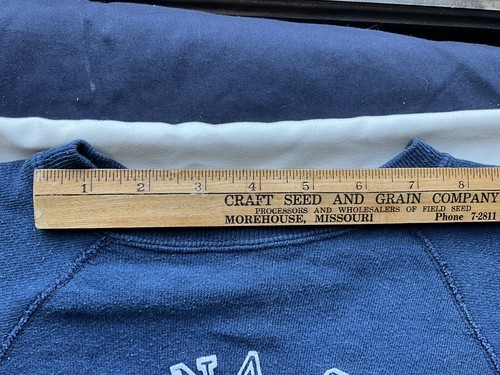 1 2 3 4 5 6 7 8
CRAFT SEED AND GRAIN COMPANY
PROCESSORS AND WHOLESALERS OF FIELD SEED
MOREHOUSE, MISSOURI Phone 7-2811
NA